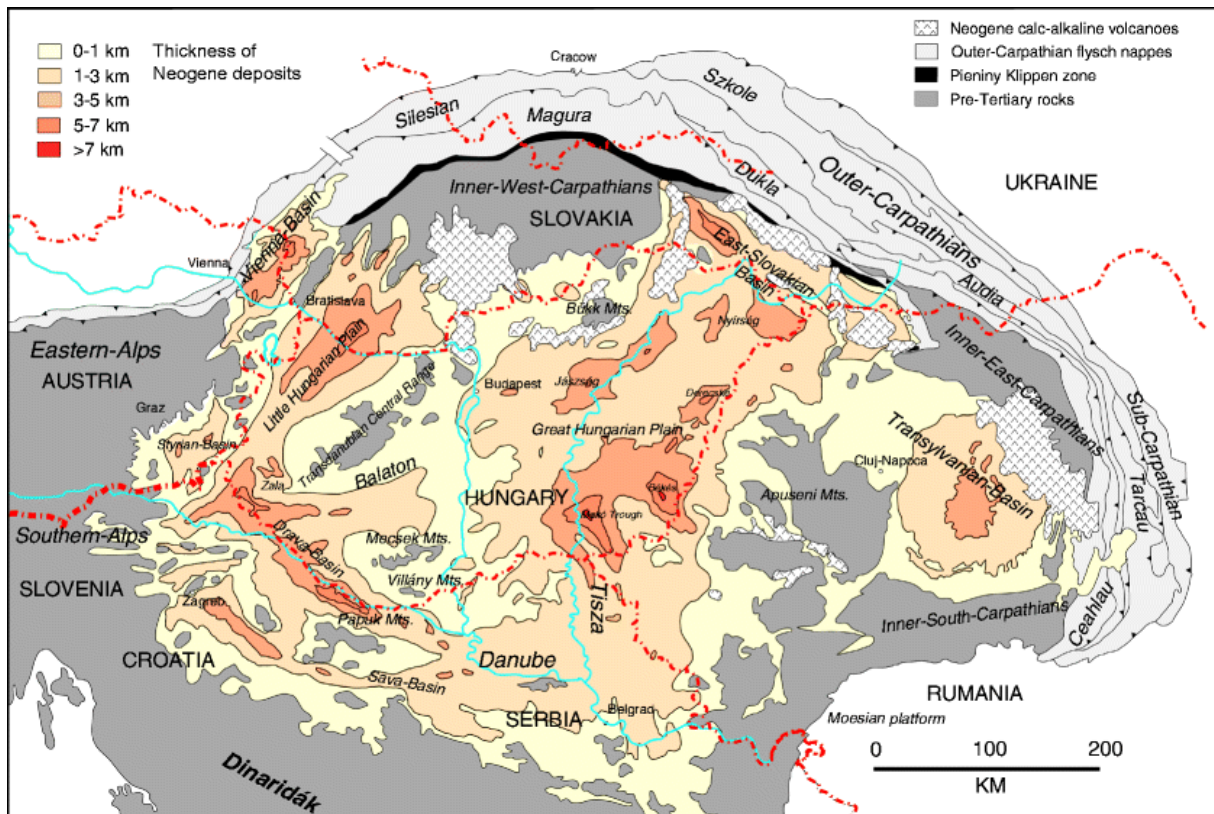 0-1 km
1-3 km
3-5 km
5-7 km
>7 km
Thickness of
Neogene deposits
Neogene calc-alkaline volcanoes
Outer-Carpathian flysch nappes
Pieniny Klippen zone
Pre-Tertiary rocks
Cracow
Szkole
Silesian
Magura
Dukla
Outer-Carpathians
UKRAINE
Inner-West-Carpathians
SLOVAKIA
Vienna-Basin
Vienna
East-Slovakian
Basin
Audia
Bratislava
Bükk Mts.
Nyírség
Inner-East-Carpathians
Eastern-Alps
AUSTRIA
Little Hungarian Plain
Budapest
Jászság
Derecske
Graz
Transdanubian Central Range
Great Hungarian Plain
Styrian-Basin
Sub-Carpathian
Tarcau
Transylvanian-Basin
Cluj-Napoca
Zala
Balaton
HUNGARY
Békés
Apuseni Mts.
Makó Trough
Southern-Alps
Drava-Basin
Mecsek Mts.
SLOVENIA
Villány Mts.
Tisza
Zagreb
Papuk Mts.
Inner-South-Carpathians
Ceahlau
CROATIA
Danube
Sava-Basin
RUMANIA
SERBIA
Belgrad
Moesian platform
Dinaridák
0
100
200
KM